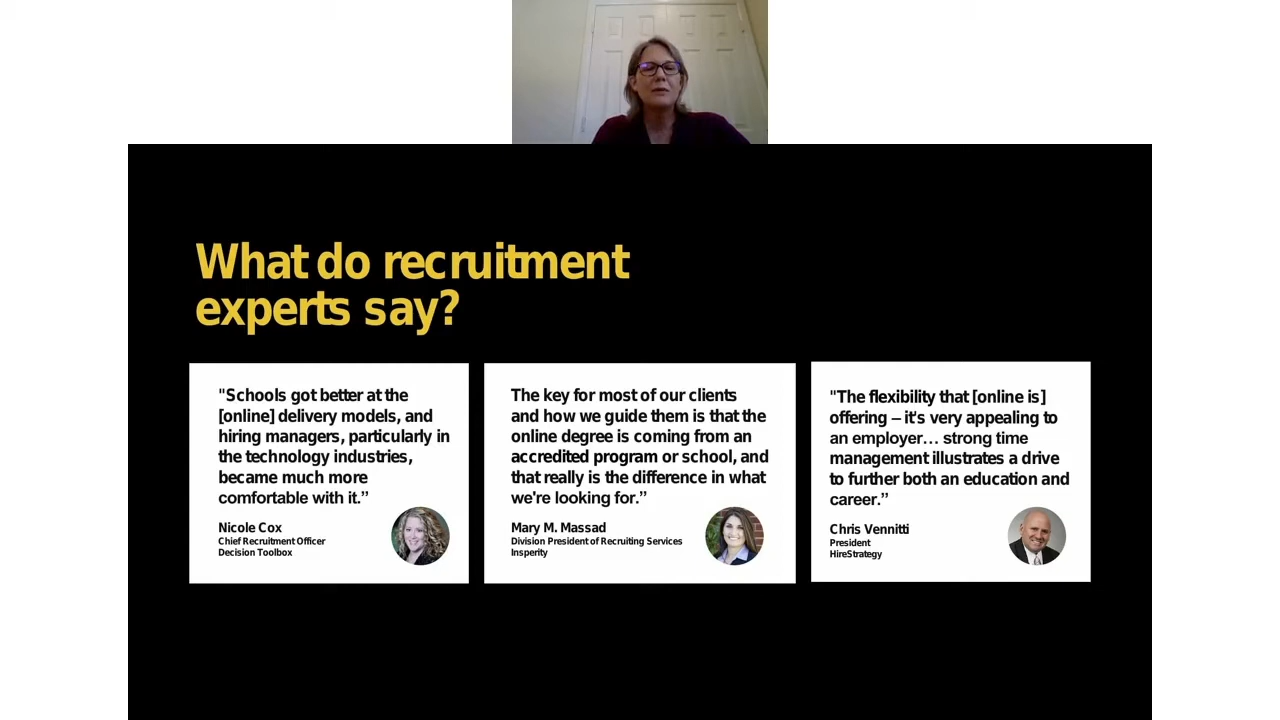 What do recruitment
experts say?
"Schools got better at the
[online] delivery models, and
hiring managers, particularly in
the technology industries,
became much more
comfortable with it.”
Nicole Cox
Chief Recruitment Officer
Decision Toolbox
The key for most of our clients
and how we guide them is that the
online degree is coming from an
accredited program or school, and
that really is the difference in what
we're looking for.”
Mary M. Massad
Division President of Recruiting Services
Insperity
"The flexibility that [online is]
offering – it's very appealing to
an employer… strong time
management illustrates a drive
to further both an education and
career.”
Chris Vennitti
President
HireStrategy